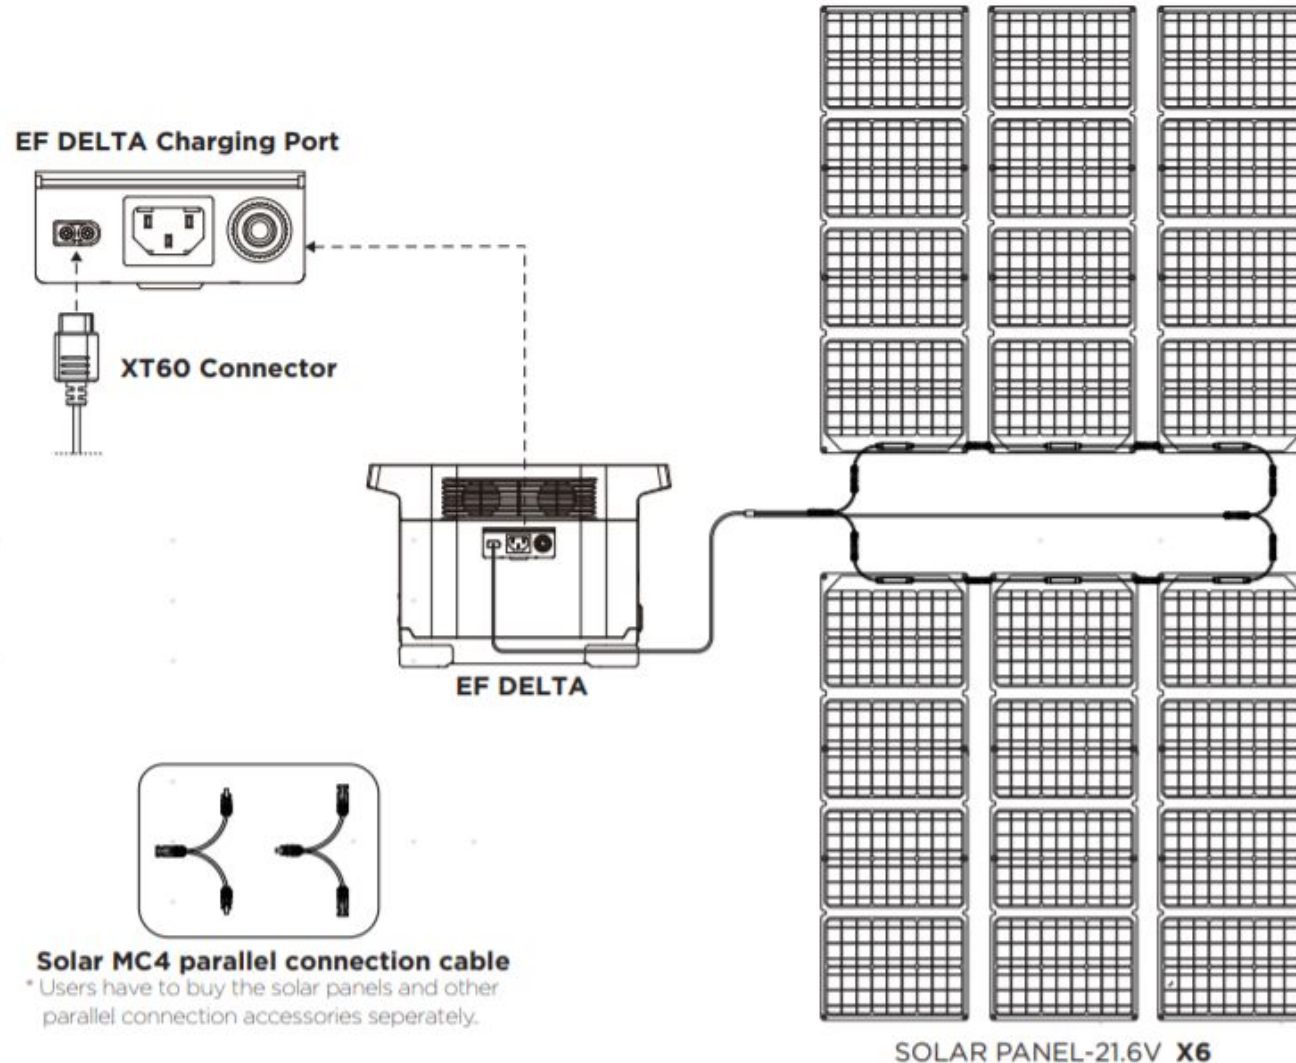 EF DELTA Charging Port
XT60 Connector
EF DELTA
Solar MC4 parallel connection cable
* Users have to buy the solar panels and other
parallel connection accessories seperately.
SOLAR PANEL-21.6V X6